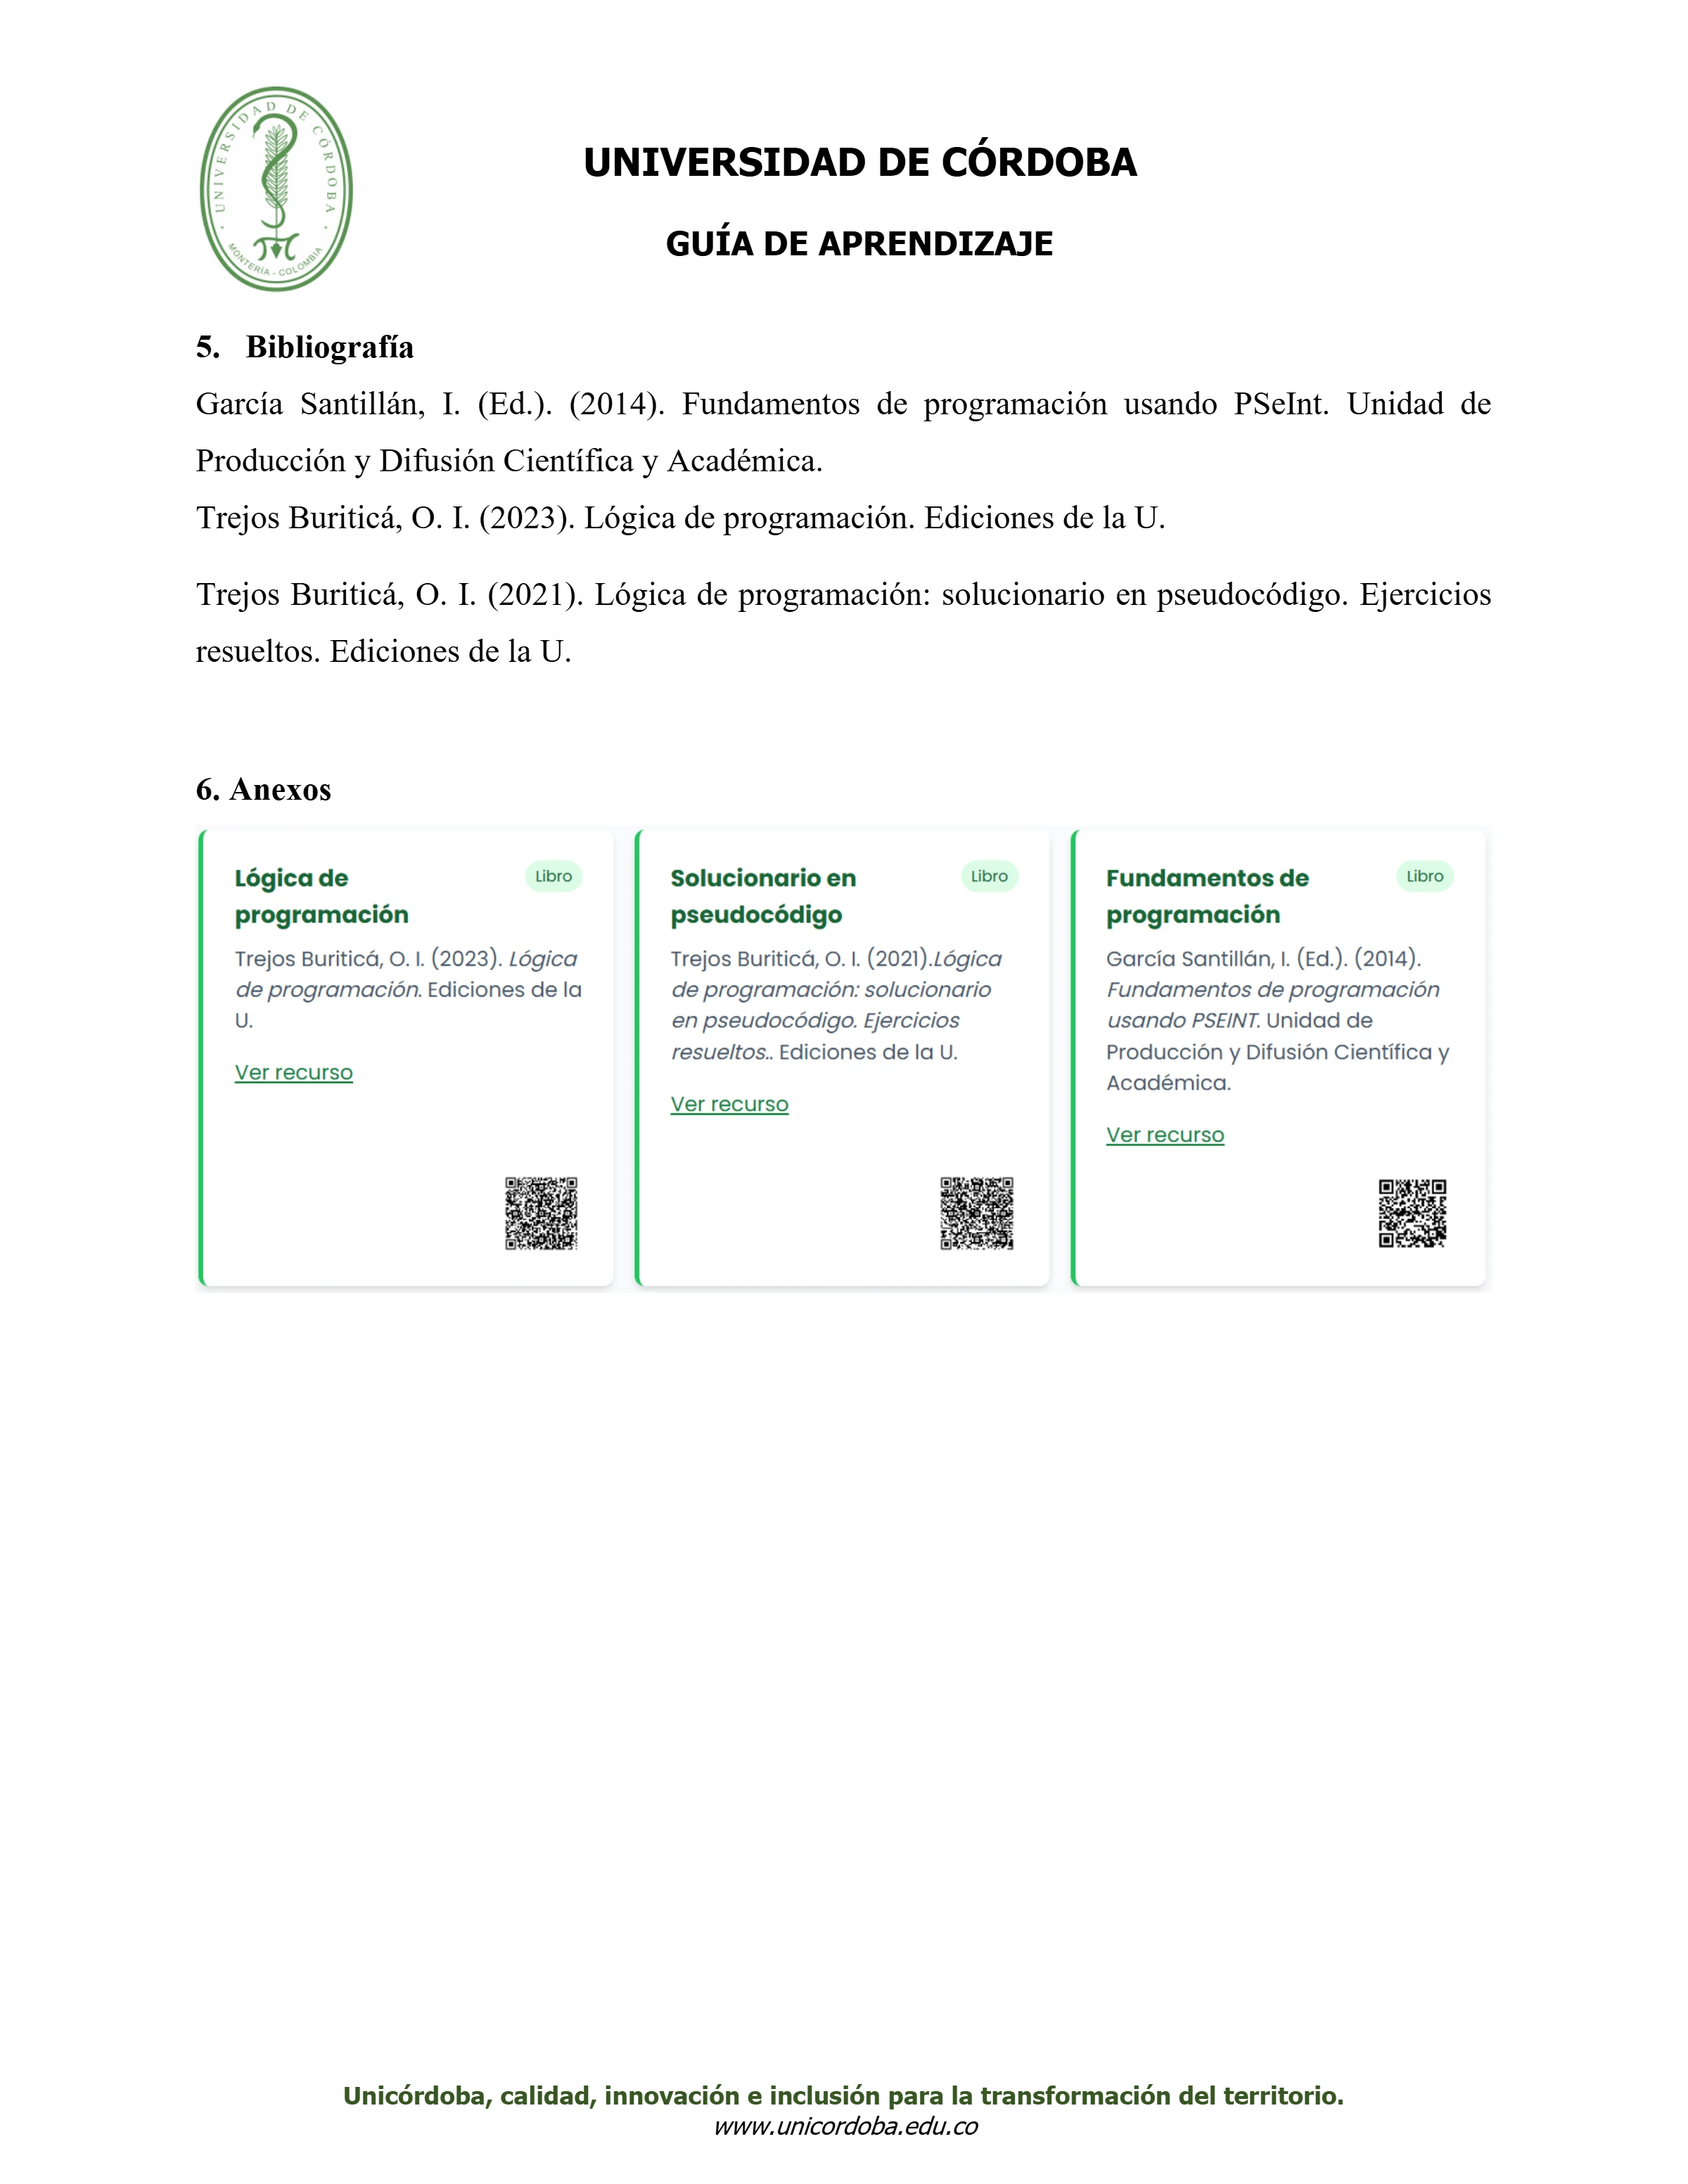 UNIVERSIDAD DE CÓRDOBA
MONTERÍA - COLOMBIA
UNIVERSIDAD DE CÓRDOBA
GUÍA DE APRENDIZAJE
5. Bibliografía
García Santillán, I. (Ed.). (2014). Fundamentos de programación usando PSeInt. Unidad de
Producción y Difusión Científica y Académica.
Trejos Buriticá, O. I. (2023). Lógica de programación. Ediciones de la U.
Trejos Buriticá, O. I. (2021). Lógica de programación: solucionario en pseudocódigo. Ejercicios
resueltos. Ediciones de la U.
6. Anexos
Lógica de
programación
Libro
Trejos Buriticá, O. I. (2023). Lógica
de programación. Ediciones de la
U.
Ver recurso
Solucionario en
pseudocódigo
Libro
Trejos Buriticá, O. I. (2021).Lógica
de programación: solucionario
en pseudocódigo. Ejercicios
resueltos.. Ediciones de la U.
Ver recurso
Fundamentos de
programación
Libro
García Santillán, I. (Ed.). (2014).
Fundamentos de programación
usando PSEINT. Unidad de
Producción y Difusión Científica y
Académica.
Ver recurso
Unicórdoba, calidad, innovación e inclusión para la transformación del territorio.
www.unicordoba.edu.co